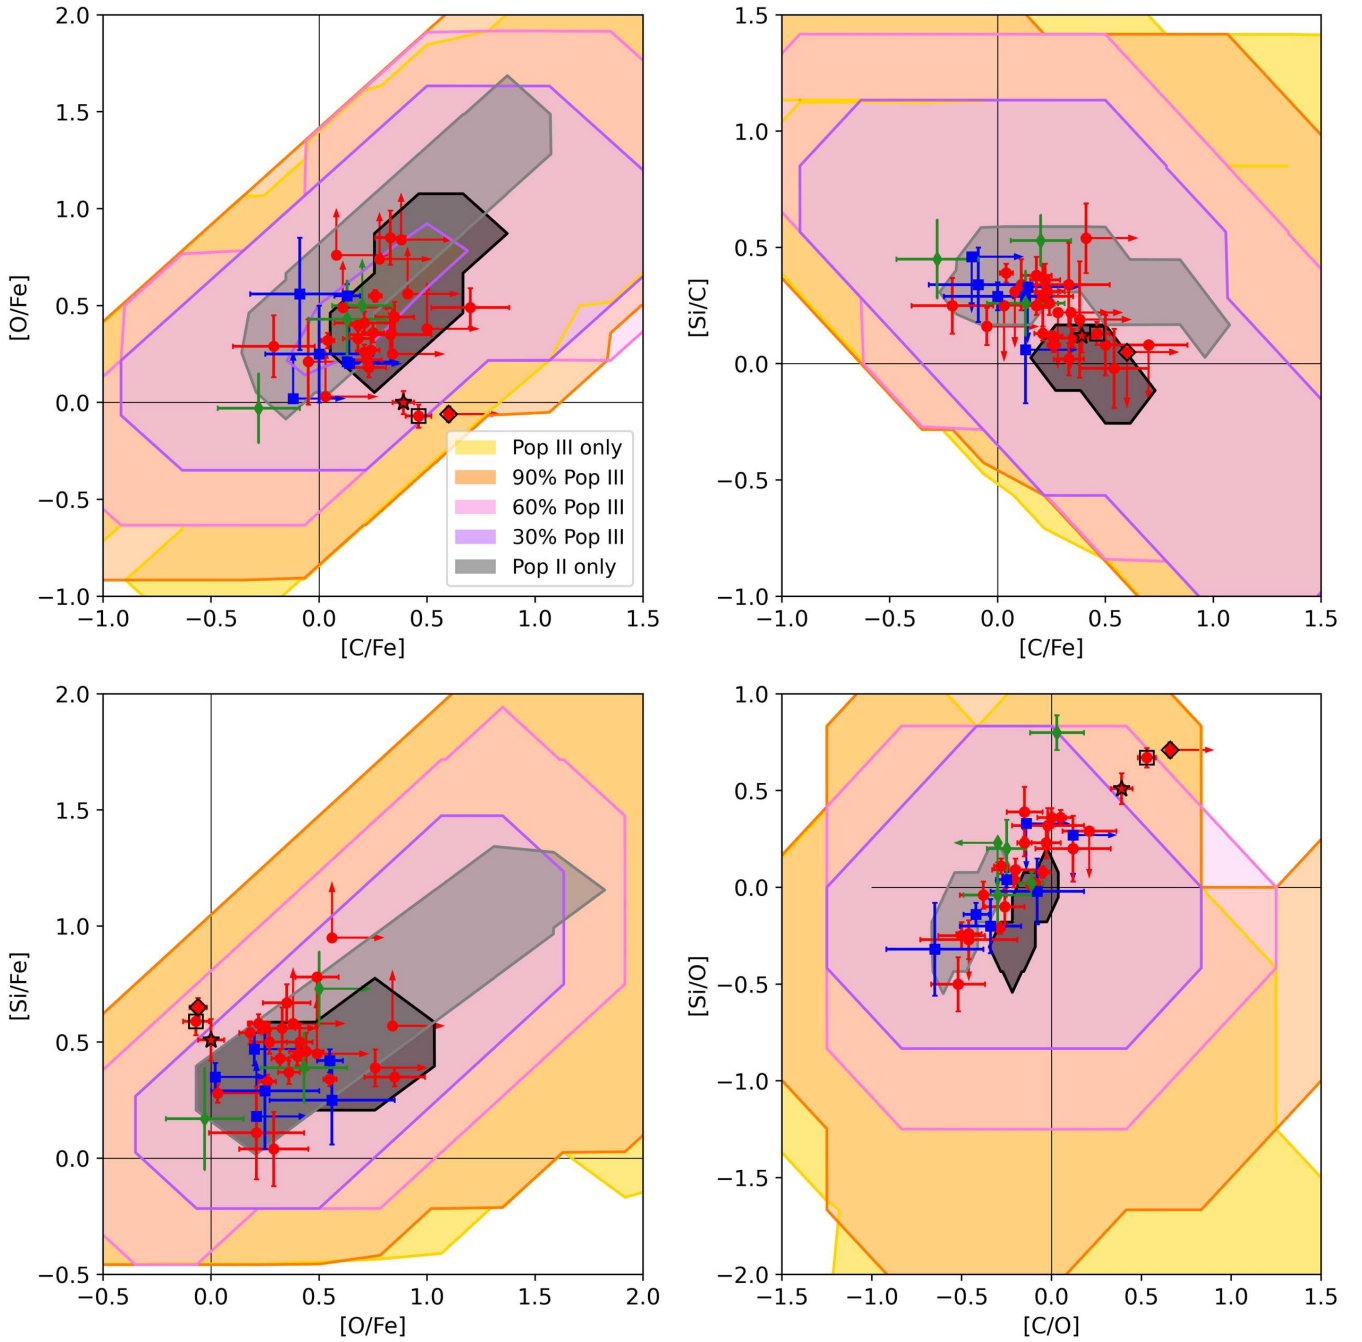 2.0
1.5
1.0
0.5
0.0
−0.5
−1.0
[O/Fe]
−1.0 −0.5 0.0 0.5 1.0 1.5
[C/Fe]
Pop III only
90% Pop III
60% Pop III
30% Pop III
Pop II only
1.5
1.0
0.5
0.0
−0.5
−1.0
[Si/C]
−1.0 −0.5 0.0 0.5 1.0 1.5
[C/Fe]
2.0
1.5
1.0
0.5
0.0
−0.5
[Si/Fe]
−0.5 0.0 0.5 1.0 1.5 2.0
[O/Fe]
1.0
0.5
0.0
−0.5
−1.0
−1.5
−2.0
[Si/O]
−1.5 −1.0 −0.5 0.0 0.5 1.0 1.5
[C/O]